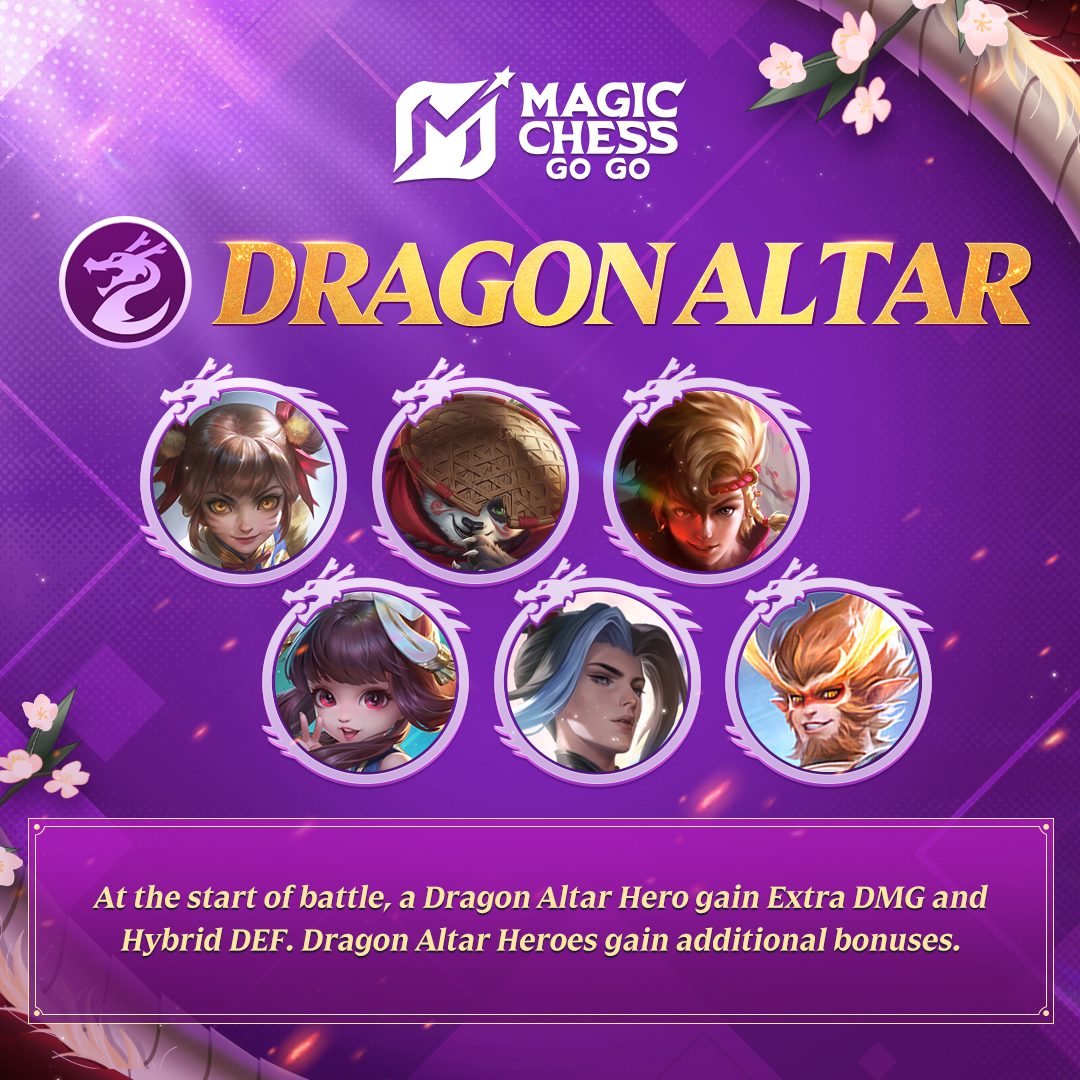 MAGIC
CHESS
GO GO
DRAGON ALTAR
At the start of battle, a Dragon Altar Hero gain Extra DMG and
Hybrid DEF. Dragon Altar Heroes gain additional bonuses.